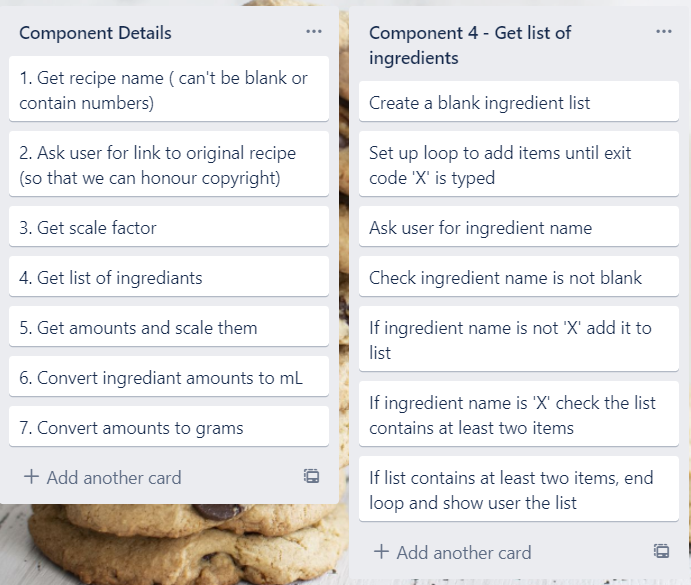 Component Details
1. Get recipe name ( can't be blank or
contain numbers)
2. Ask user for link to original recipe
(so that we can honour copyright)
3. Get scale factor
4. Get list of ingrediants
5. Get amounts and scale them
6. Convert ingrediant amounts to mL
7. Convert amounts to grams
+ Add another card
Component 4 - Get list of
ingredients
Create a blank ingredient list
Set up loop to add items until exit
code 'X' is typed
Ask user for ingredient name
Check ingredient name is not blank
If ingredient name is not 'X' add it to
list
If ingredient name is 'X' check the list
contains at least two items
If list contains at least two items, end
loop and show user the list
+ Add another card